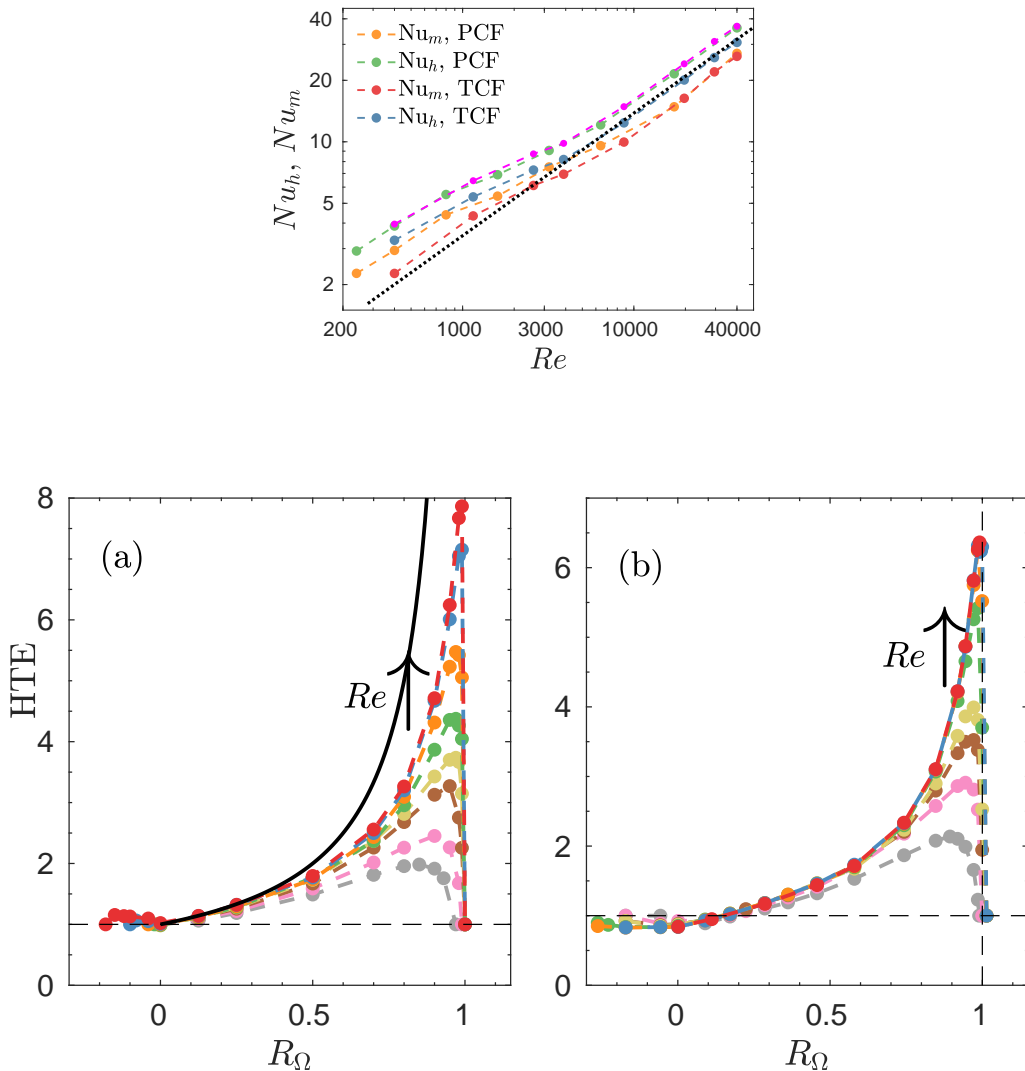 40
20
10
5
2
Nu_h, Nu_m
Nu_m, PCF
Nu_h, PCF
Nu_m, TCF
Nu_h, TCF
200 1000 3000 10000 40000
Re
8
6
4
2
0
HTE
(a)
Re
0 0.5 1
R_Ω
6
4
2
0
(b)
Re
0 0.5 1
R_Ω